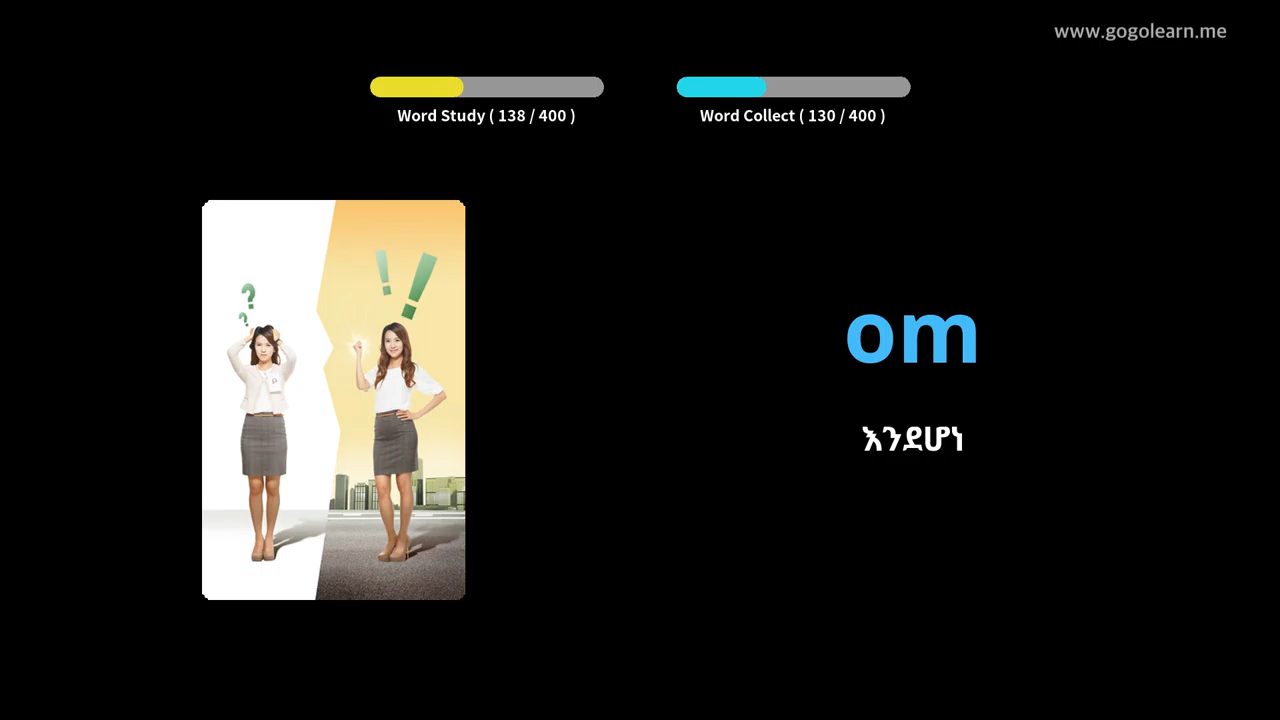 www.gogolearn.me
Word Study ( 138 / 400 )
Word Collect ( 130 / 400 )
?
?
! !
om
እንደሆነ